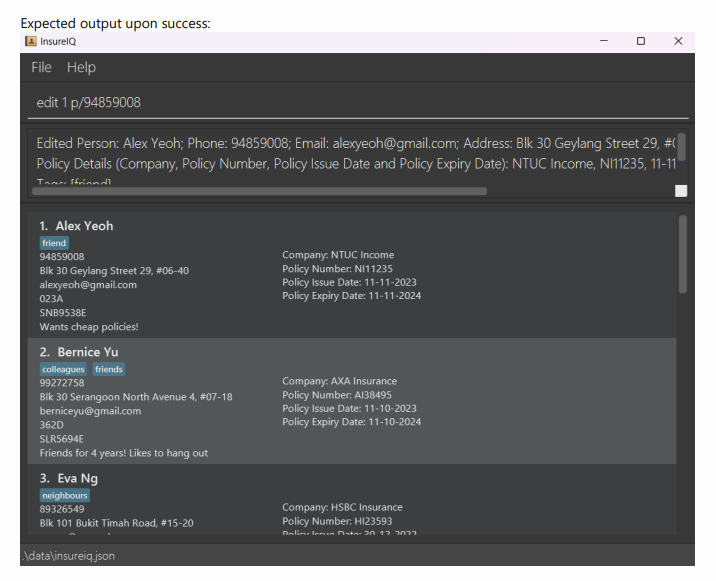 Expected output upon success:
InsureIQ
File Help
edit 1 p/94859008
Edited Person: Alex Yeoh; Phone: 94859008; Email: alexyeoh@gmail.com; Address: Blk 30 Geylang Street 29,
Policy Details (Company, Policy Number, Policy Issue Date and Policy Expiry Date): NTUC Income, NI11235, 11-11
Tags: [friend]
1. Alex Yeoh
friend
94859008
Blk 30 Geylang Street 29, #06-40
alexyeoh@gmail.com
023A
SNB9538E
Wants cheap policies!
Company: NTUC Income
Policy Number: NI11235
Policy Issue Date: 11-11-2023
Policy Expiry Date: 11-11-2024
2. Bernice Yu
colleagues friends
99272758
Blk 30 Serangoon North Avenue 4, #07-18
berniceyu@gmail.com
362D
SLR5694E
Friends for 4 years! Likes to hang out
Company: AXA Insurance
Policy Number: AI38495
Policy Issue Date: 11-10-2023
Policy Expiry Date: 11-10-2024
3. Eva Ng
neighbours
89326549
Blk 101 Bukit Timah Road, #15-20
Company: HSBC Insurance
Policy Number: HI23593
Policy Issue Date: 30-12-2022
.\data\insureiq.json